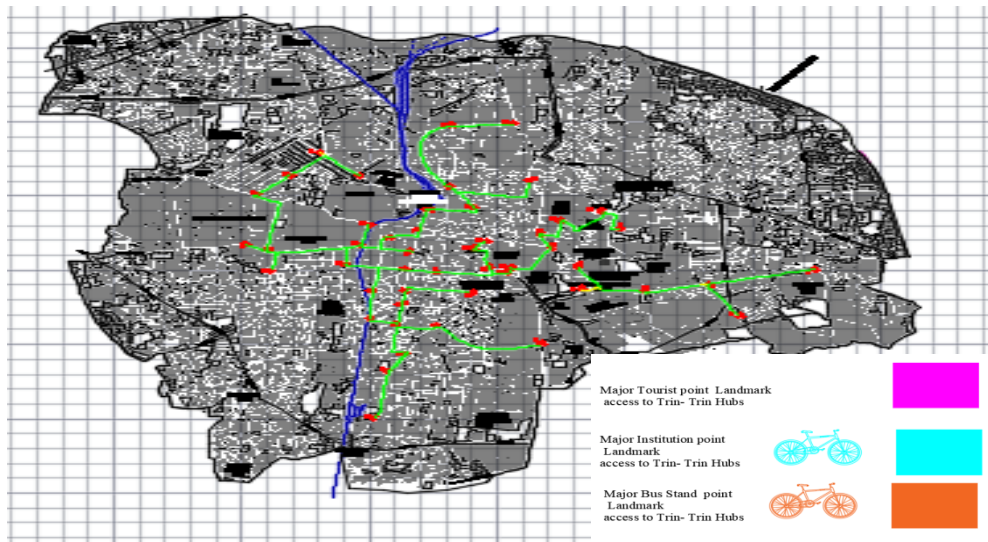 Major Tourist point Landmark
access to Trin- Trin Hubs
Major Institution point
Landmark
access to Trin- Trin Hubs
Major Bus Stand point
Landmark
access to Trin- Trin Hubs